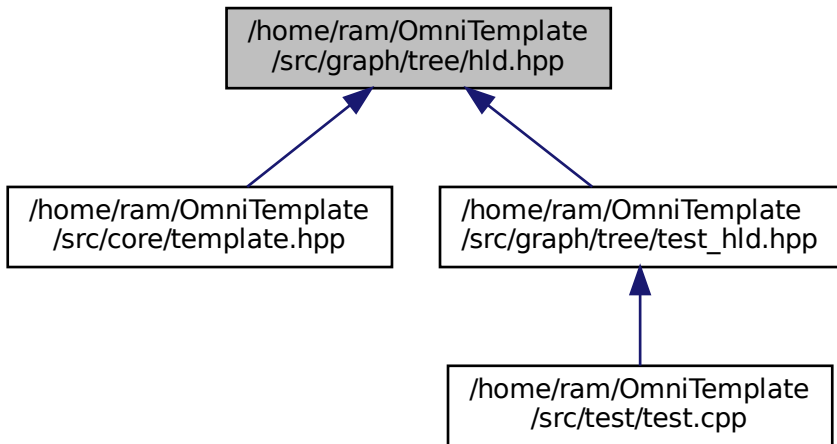 /home/ram/OmniTemplate
/src/graph/tree/hld.hpp
/home/ram/OmniTemplate
/src/core/template.hpp
/home/ram/OmniTemplate
/src/graph/tree/test_hld.hpp
/home/ram/OmniTemplate
/src/test/test.cpp